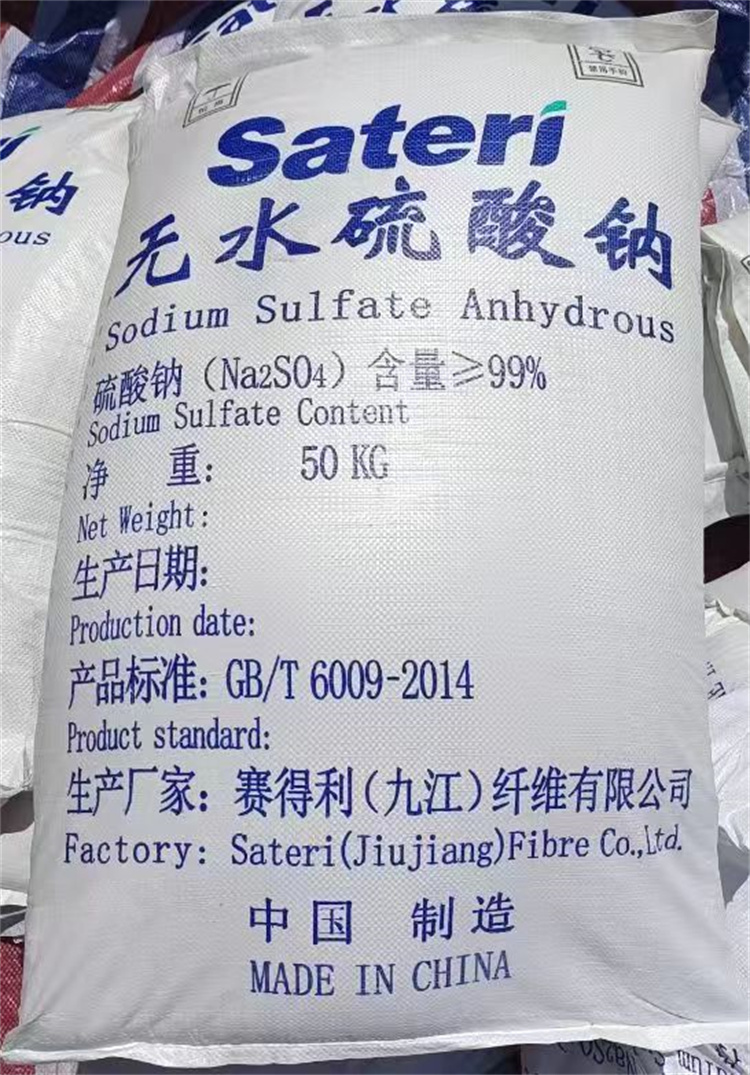 Sateri
无水硫酸钠
Sodium Sulfate Anhydrous
硫酸钠（Na2SO4）含量≥99%
Sodium Sulfate Content
净 重： 50 KG
Net Weight:
生产日期：
Production date:
产品标准：GB/T 6009-2014
Product standard:
生产厂家：赛得利（九江）纤维有限公司
Factory: Sateri(Jiujiang)Fibre Co.,Ltd.
中国 制造
MADE IN CHINA
钠
ous